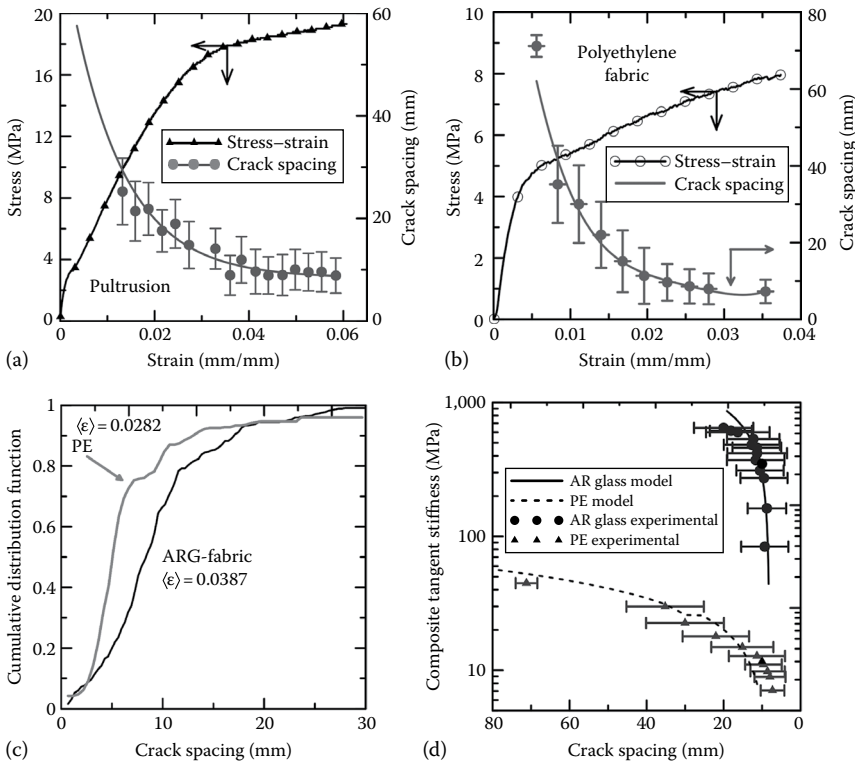 20
16
12
8
4
0
Stress (MPa)
60
40
20
0
Crack spacing (mm)
Stress–strain
Crack spacing
Pultrusion
0
0.02
0.04
0.06
Strain (mm/mm)
(a)
10
8
6
4
2
0
Stress (MPa)
80
60
40
20
0
Crack spacing (mm)
Polyethylene
fabric
Stress–strain
Crack spacing
0
0.01
0.02
0.03
0.04
Strain (mm/mm)
(b)
1
0.8
0.6
0.4
0.2
0
Cumulative distribution function
⟨ε⟩ = 0.0282
PE
ARG-fabric
⟨ε⟩ = 0.0387
0
10
20
30
Crack spacing (mm)
(c)
1,000
100
10
Composite tangent stiffness (MPa)
AR glass model
PE model
AR glass experimental
PE experimental
80
60
40
20
0
Crack spacing (mm)
(d)